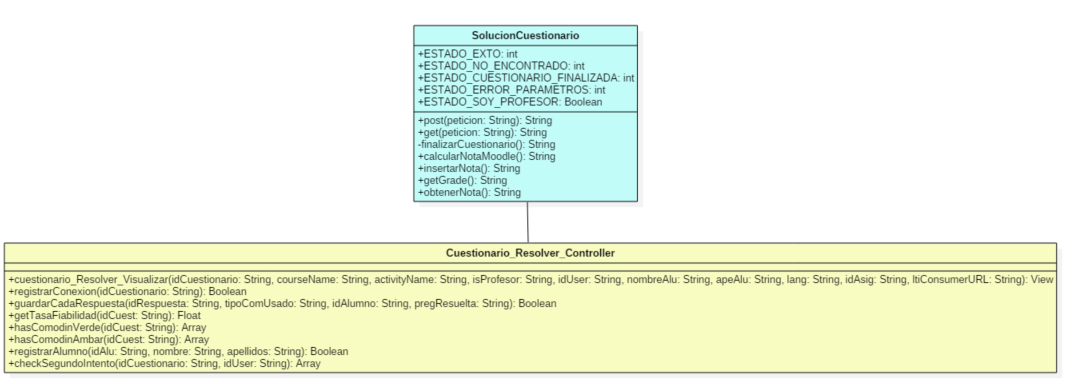 SolucionCuestionario
+ESTADO_EXTO: int
+ESTADO_NO_ENCONTRADO: int
+ESTADO_CUESTIONARIO_FINALIZADA: int
+ESTADO_ERROR_PARAMETROS: int
+ESTADO_SOY_PROFESOR: Boolean
+post(peticion: String): String
+get(peticion: String): String
-finalizarCuestionario(): String
+calcularNotaMoodle(): String
+insertarNota(): String
+getGrade(): String
+obtenerNota(): String
Cuestionario_Resolver_Controller
+cuestionario_Resolver_Visualizar(idCuestionario: String, courseName: String, activityName: String, isProfesor: String, idUser: String, nombreAlu: String, apeAlu: String, lang: String, idAsig: String, ltiConsumerURL: String): View
+registrarConexion(idCuestionario: String): Boolean
+guardarCadaRespuesta(idRespuesta: String, tipoComUsado: String, idAlumno: String, pregResuelta: String): Boolean
+getTasaFiabilidad(idCuest: String): Float
+hasComodinVerde(idCuest: String): Array
+hasComodinAmbar(idCuest: String): Array
+registrarAlumno(idAlu: String, nombre: String, apellidos: String): Boolean
+checkSegundoIntento(idCuestionario: String, idUser: String): Array